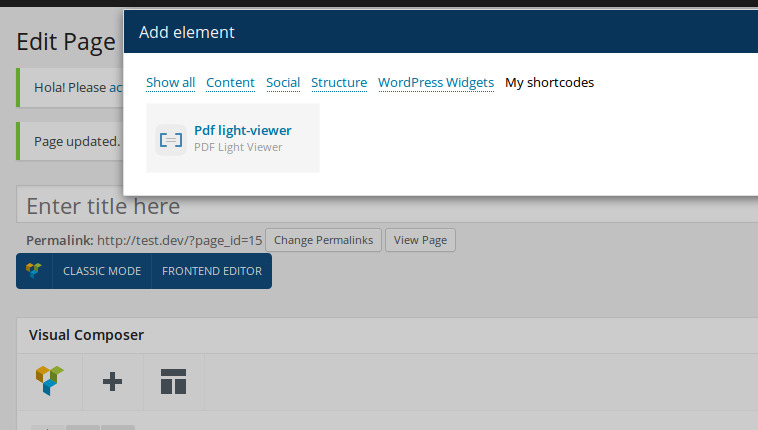 Edit Page
Add element
Show all Content Social Structure WordPress Widgets My shortcodes
Hola! Please
Pdf light-viewer
PDF Light Viewer
Page updated.
Enter title here
Permalink: http://test.dev/?page_id=15 Change Permalinks View Page
CLASSIC MODE FRONTEND EDITOR
Visual Composer